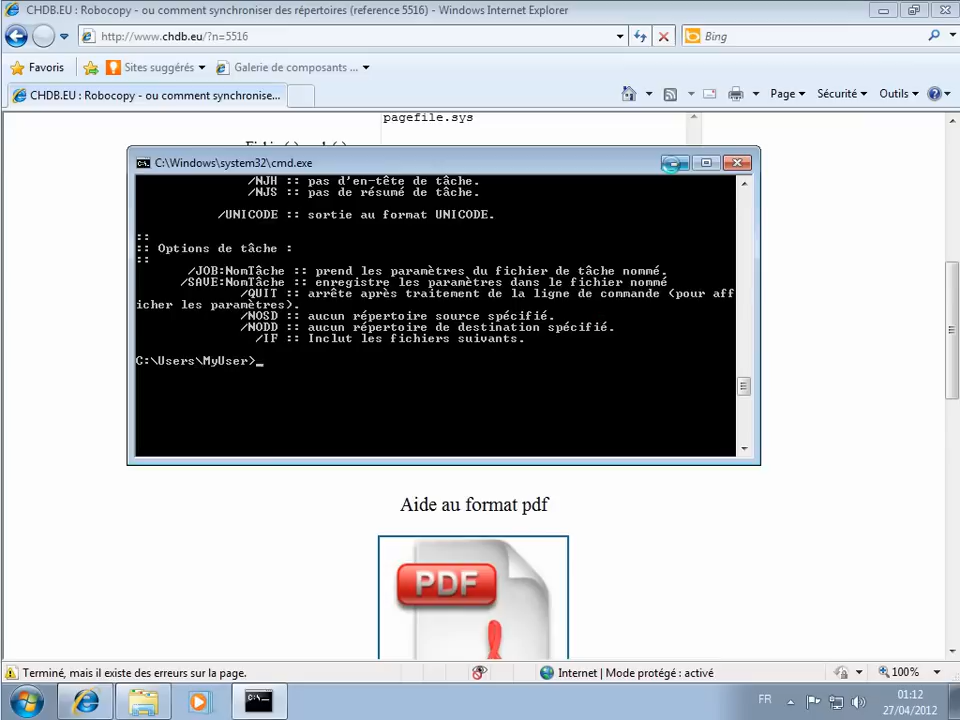 CHDB.EU : Robocopy - ou comment synchroniser des répertoires (reference 5516) - Windows Internet Explorer
http://www.chdb.eu/?n=5516
Bing
Favoris
Sites suggérés
Galerie de composants ...
CHDB.EU : Robocopy - ou comment synchronise...
Page
Sécurité
Outils
pagefile.sys
C:\Windows\system32\cmd.exe
/NJH :: pas d'en-tête de tâche.
/NJS :: pas de résumé de tâche.
/UNICODE :: sortie au format UNICODE.
::
:: Options de tâche :
::
/JOB:NomTâche :: prend les paramètres du fichier de tâche nommé.
/SAVE:NomTâche :: enregistre les paramètres dans le fichier nommé
/QUIT :: arrête après traitement de la ligne de commande (pour aff
icher les paramètres).
/NOSD :: aucun répertoire source spécifié.
/NODD :: aucun répertoire de destination spécifié.
/IF :: Inclut les fichiers suivants.
C:\Users\MyUser>_
Aide au format pdf
PDF
Terminé, mais il existe des erreurs sur la page.
Internet | Mode protégé : activé
100%
FR
01:12
27/04/2012